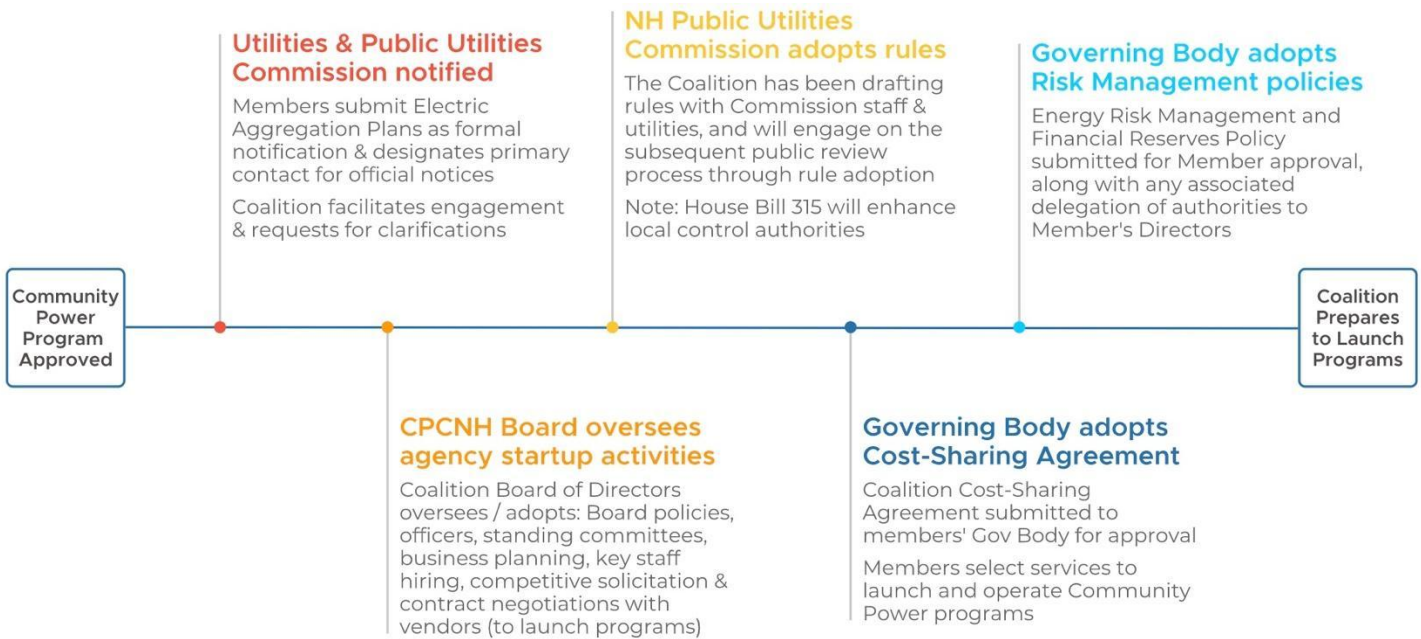 Community
Power
Program
Approved
Utilities & Public Utilities
Commission notified
Members submit Electric
Aggregation Plans as formal
notification & designates primary
contact for official notices
Coalition facilitates engagement
& requests for clarifications
CPCNH Board oversees
agency startup activities
Coalition Board of Directors
oversees / adopts: Board policies,
officers, standing committees,
business planning, key staff
hiring, competitive solicitation &
contract negotiations with
vendors (to launch programs)
NH Public Utilities
Commission adopts rules
The Coalition has been drafting
rules with Commission staff &
utilities, and will engage on the
subsequent public review
process through rule adoption
Note: House Bill 315 will enhance
local control authorities
Governing Body adopts
Cost-Sharing Agreement
Coalition Cost-Sharing
Agreement submitted to
members' Gov Body for approval
Members select services to
launch and operate Community
Power programs
Governing Body adopts
Risk Management policies
Energy Risk Management and
Financial Reserves Policy
submitted for Member approval,
along with any associated
delegation of authorities to
Member's Directors
Coalition
Prepares
to Launch
Programs